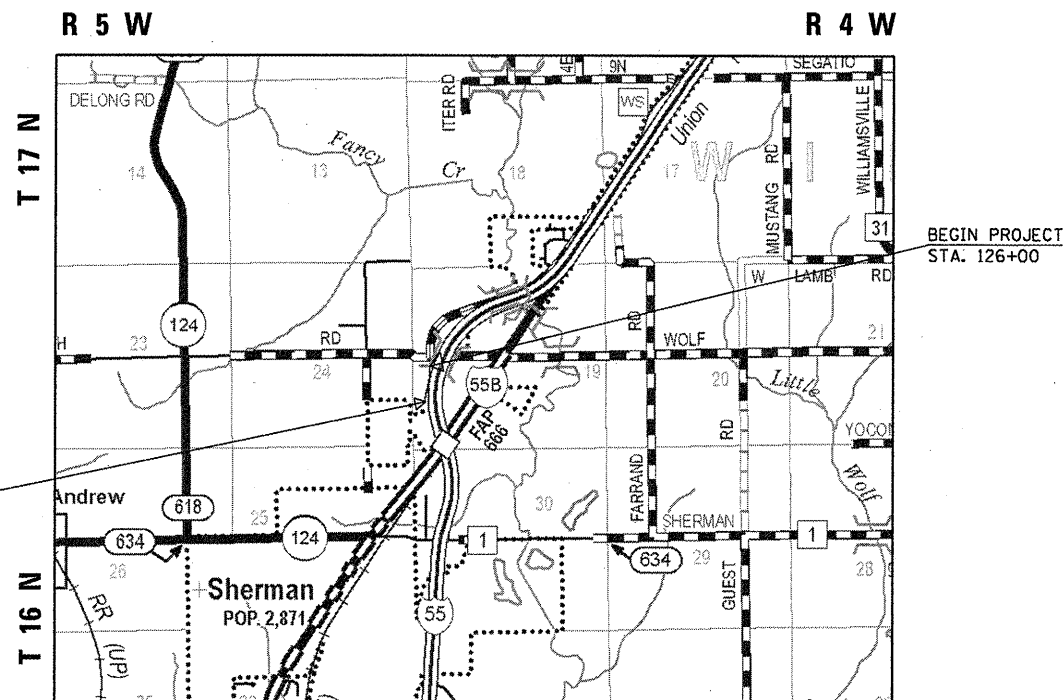 R 5 W
R 4 W
T 17 N
T 16 N
DELONG RD
ITER RD
4E
9N
SEGATIO
WS
Union
Fancy
Cr
14
13
18
17
W I
MUSTANG RD
WILLIAMSVILLE
31
BEGIN PROJECT
STA. 126+00
W LAMB RD
124
H
23
RD
24
RD
WOLF
21
19
20
55B
FAP
666
Little
Wolf
RD
YOCO
Andrew
618
25
30
FARRAND
SHERMAN
634
124
1
1
634
29
28
26
Sherman
POP. 2,871
GUEST
55
RR
(UP)